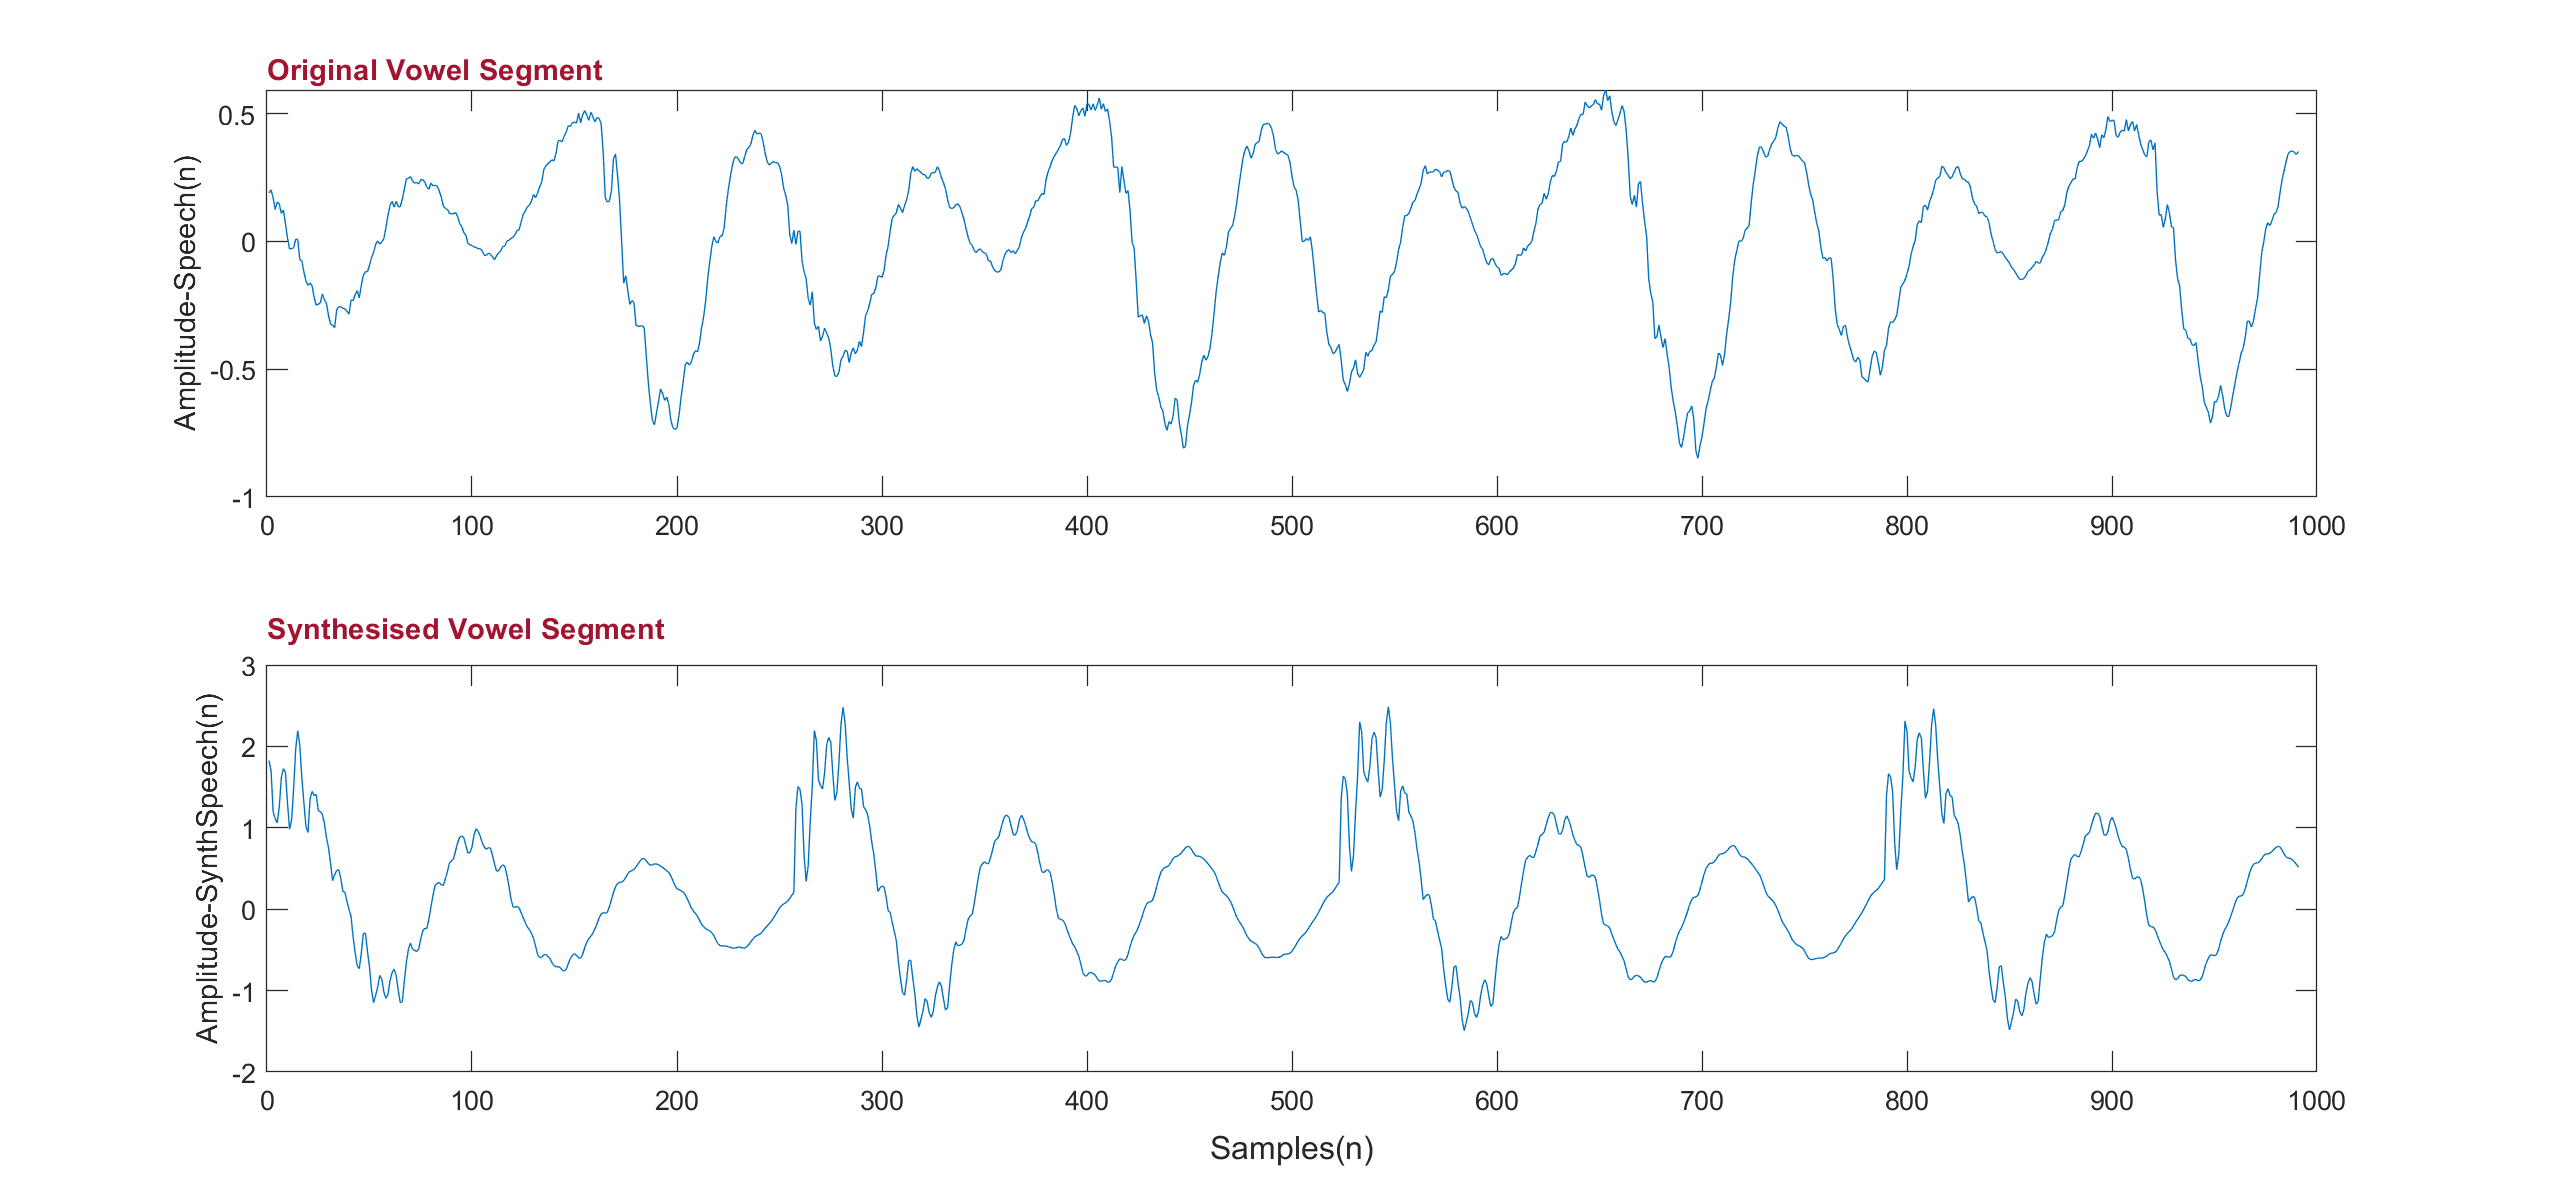 Original Vowel Segment
0.5
0
-0.5
-1
Amplitude-Speech(n)
0 100 200 300 400 500 600 700 800 900 1000
Synthesised Vowel Segment
3
2
1
0
-1
-2
Amplitude-SynthSpeech(n)
0 100 200 300 400 500 600 700 800 900 1000
Samples(n)